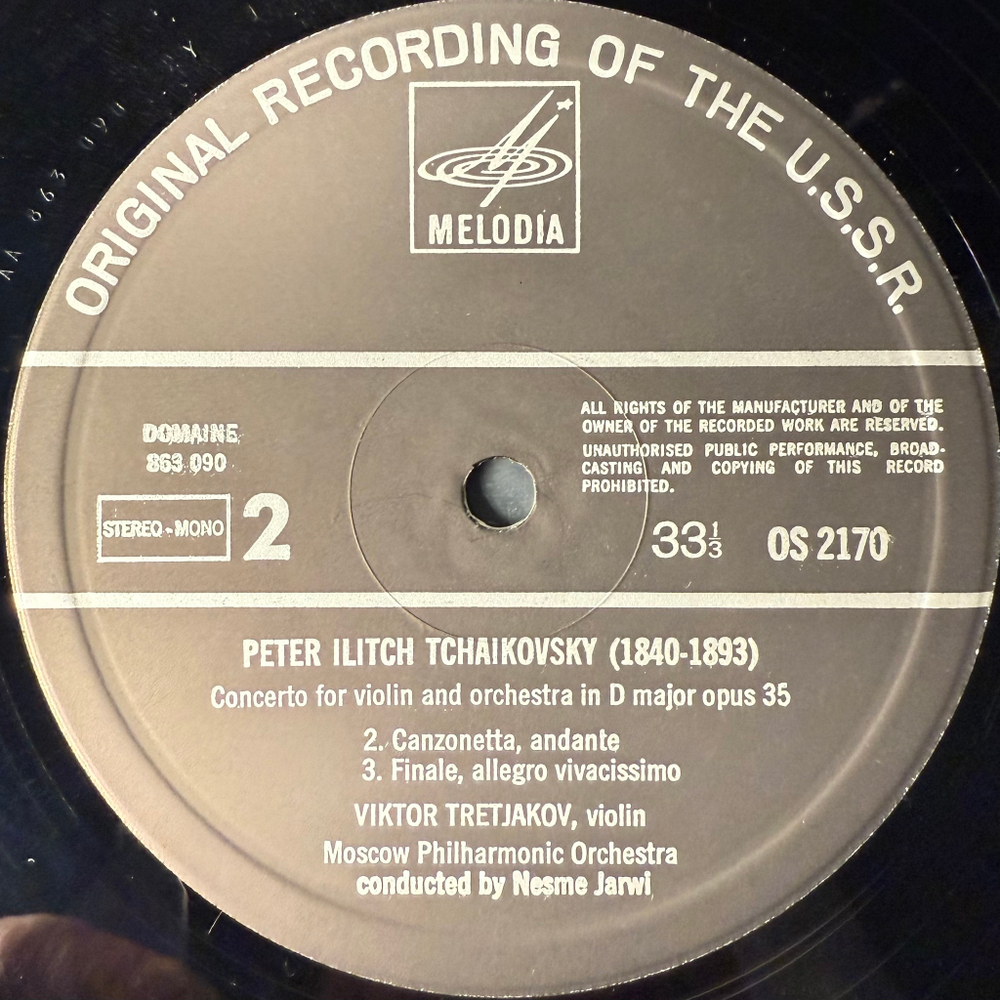 ORIGINAL RECORDING OF THE U.S.S.R.
MELODIA
DOMAINE
863 090
STEREO-MONO
2
ALL RIGHTS OF THE MANUFACTURER AND OF THE
OWNER OF THE RECORDED WORK ARE RESERVED.
UNAUTHORISED PUBLIC PERFORMANCE, BROAD-
CASTING AND COPYING OF THIS RECORD
PROHIBITED.
33⅓
OS 2170
PETER ILITCH TCHAIKOVSKY (1840-1893)
Concerto for violin and orchestra in D major opus 35
2. Canzonetta, andante
3. Finale, allegro vivacissimo
VIKTOR TRETJAKOV, violin
Moscow Philharmonic Orchestra
conducted by Nesme Jarwi
AA 863 090
Y